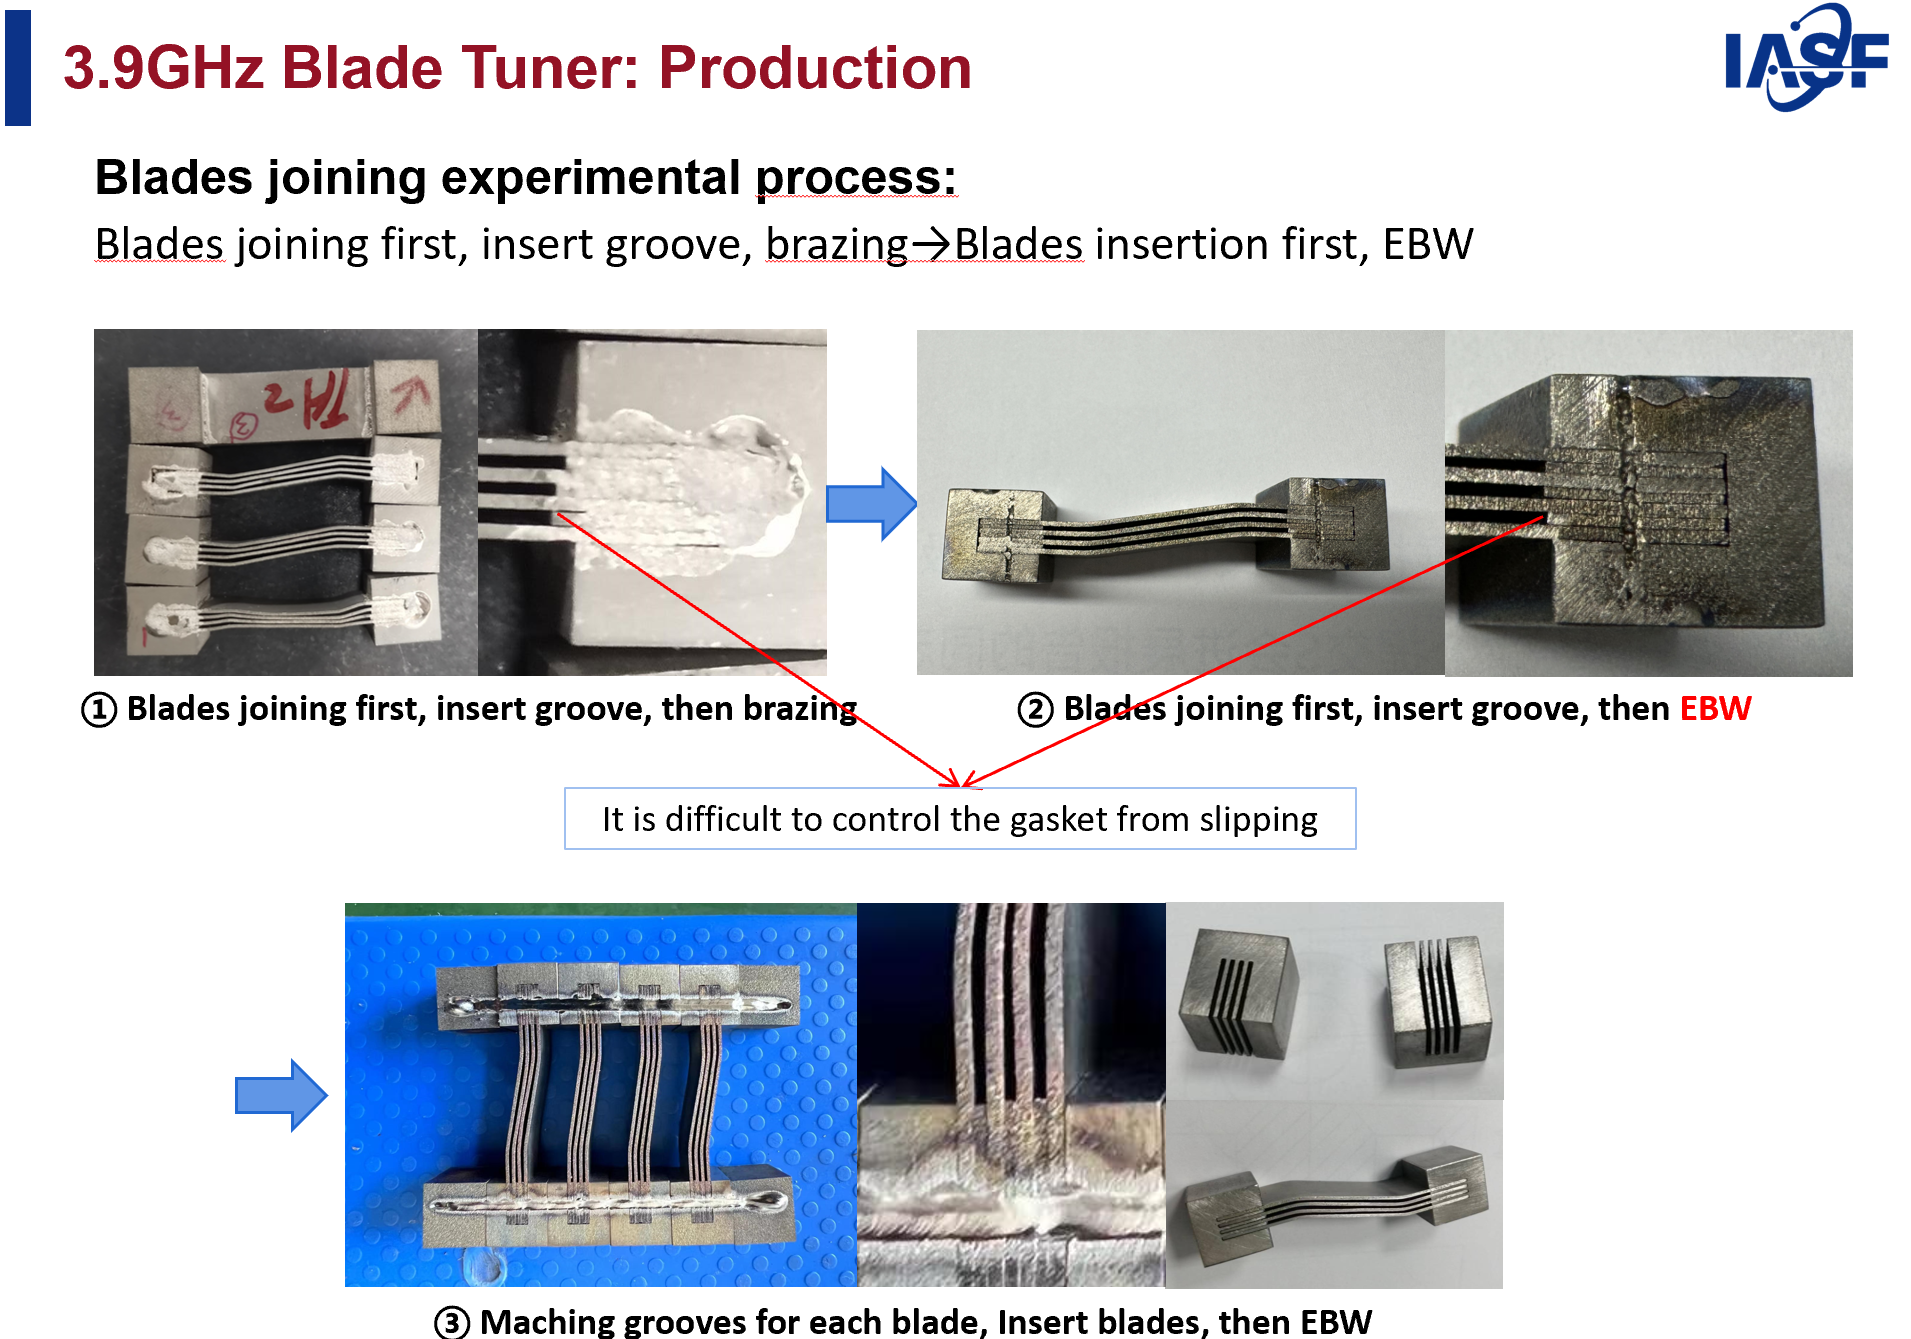 3.9GHz Blade Tuner: Production
IASF
Blades joining experimental process:
Blades joining first, insert groove, brazing→Blades insertion first, EBW
TA2
③
① Blades joining first, insert groove, then brazing
② Blades joining first, insert groove, then EBW
It is difficult to control the gasket from slipping
③ Maching grooves for each blade, Insert blades, then EBW